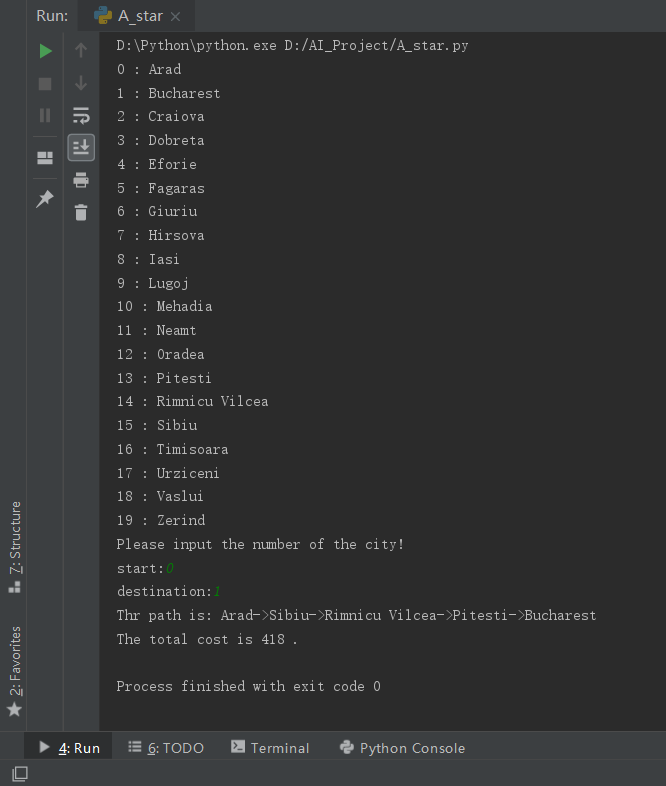 Run: A_star
D:\Python\python.exe D:/AI_Project/A_star.py
0 : Arad
1 : Bucharest
2 : Craiova
3 : Dobreta
4 : Eforie
5 : Fagaras
6 : Giuriu
7 : Hirsova
8 : Iasi
9 : Lugoj
10 : Mehadia
11 : Neamt
12 : Oradea
13 : Pitesti
14 : Rimnicu Vilcea
15 : Sibiu
16 : Timisoara
17 : Urziceni
18 : Vaslui
19 : Zerind
Please input the number of the city!
start:0
destination:1
Thr path is: Arad->Sibiu->Rimnicu Vilcea->Pitesti->Bucharest
The total cost is 418 .
Process finished with exit code 0
7: Structure
2: Favorites
4: Run 6: TODO Terminal Python Console